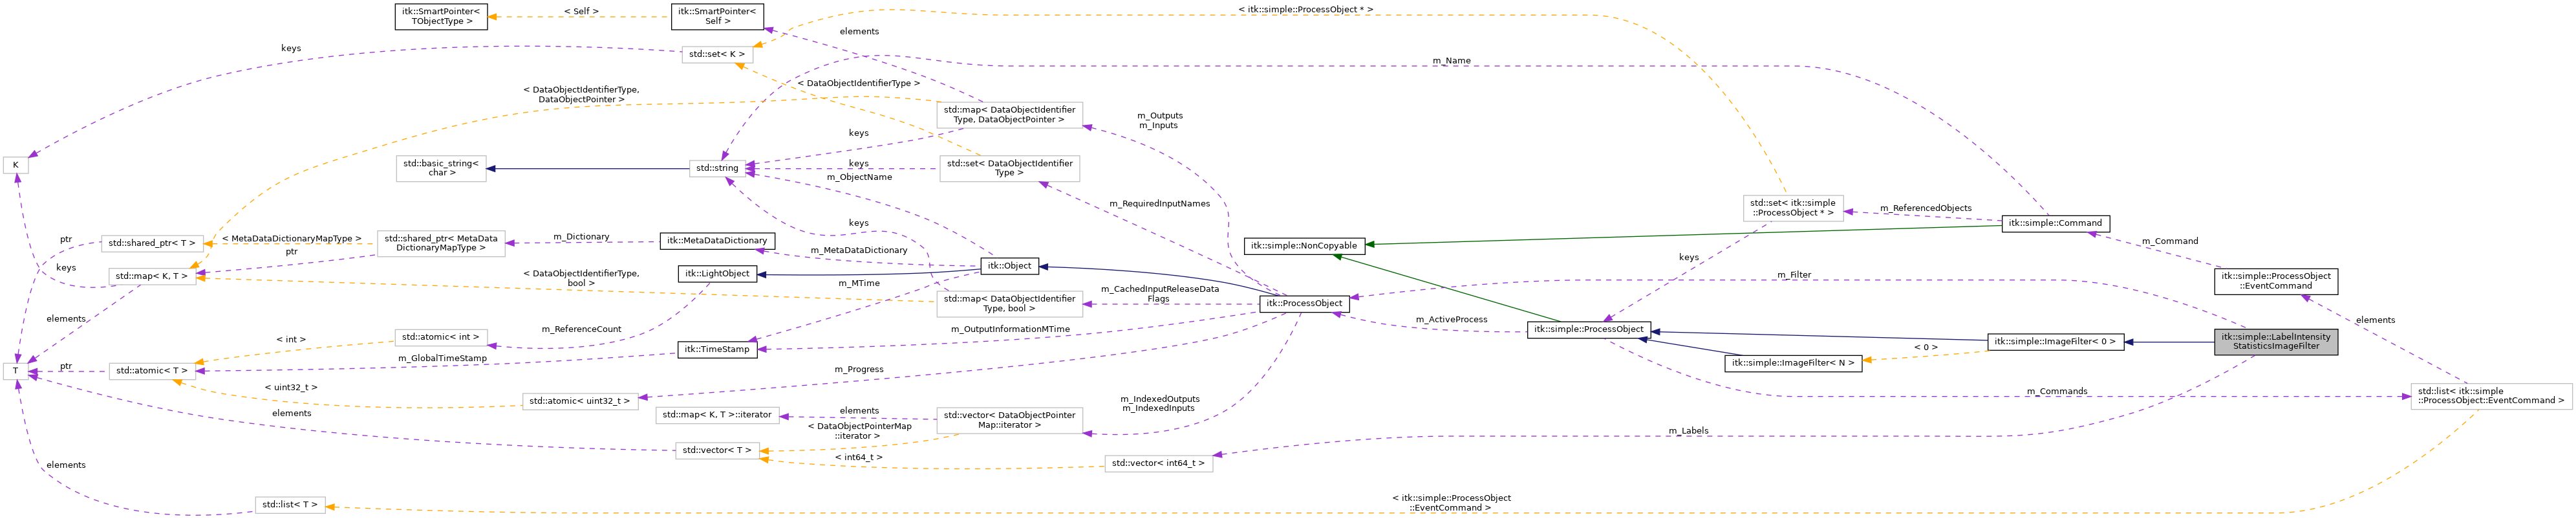 itk::SmartPointer<
TObjectType >
< Self >
itk::SmartPointer<
Self >
< itk::simple::ProcessObject * >
elements
keys
std::set< K >
m_Name
< DataObjectIdentifierType >
< DataObjectIdentifierType,
DataObjectPointer >
std::map< DataObjectIdentifier
Type, DataObjectPointer >
m_Outputs
m_Inputs
keys
K
std::basic_string<
char >
std::string
keys
std::set< DataObjectIdentifier
Type >
m_ObjectName
m_RequiredInputNames
std::set< itk::simple
::ProcessObject * >
m_ReferencedObjects
itk::simple::Command
keys
ptr
std::shared_ptr< T >
< MetaDataDictionaryMapType >
std::shared_ptr< MetaData
DictionaryMapType >
m_Dictionary
itk::MetaDataDictionary
m_MetaDataDictionary
itk::simple::NonCopyable
m_Command
ptr
keys
std::map< K, T >
itk::LightObject
itk::Object
keys
itk::simple::ProcessObject
::EventCommand
< DataObjectIdentifierType,
bool >
m_MTime
m_CachedInputReleaseData
Flags
m_Filter
std::map< DataObjectIdentifier
Type, bool >
itk::ProcessObject
elements
m_ReferenceCount
m_OutputInformationMTime
m_ActiveProcess
itk::simple::ProcessObject
elements
< int >
std::atomic< int >
itk::TimeStamp
itk::simple::ImageFilter< 0 >
itk::simple::LabelIntensity
StatisticsImageFilter
m_GlobalTimeStamp
< 0 >
itk::simple::ImageFilter< N >
T
ptr
std::atomic< T >
m_Progress
< uint32_t >
std::atomic< uint32_t >
m_Commands
std::list< itk::simple
::ProcessObject::EventCommand >
elements
std::map< K, T >::iterator
elements
std::vector< DataObjectPointer
Map::iterator >
m_IndexedOutputs
m_IndexedInputs
< DataObjectPointerMap
::iterator >
m_Labels
std::vector< T >
< int64_t >
std::vector< int64_t >
elements
std::list< T >
< itk::simple::ProcessObject
::EventCommand >